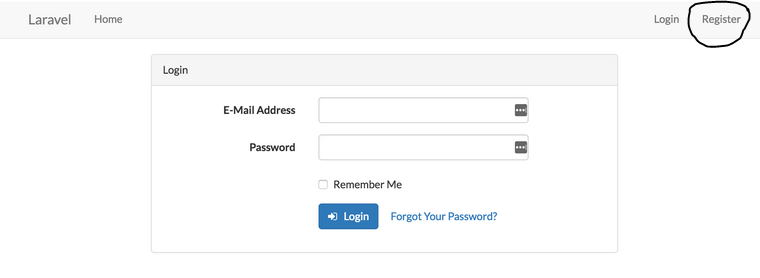 Laravel Home Login Register
Login
E-Mail Address
Password
Remember Me
Login Forgot Your Password?